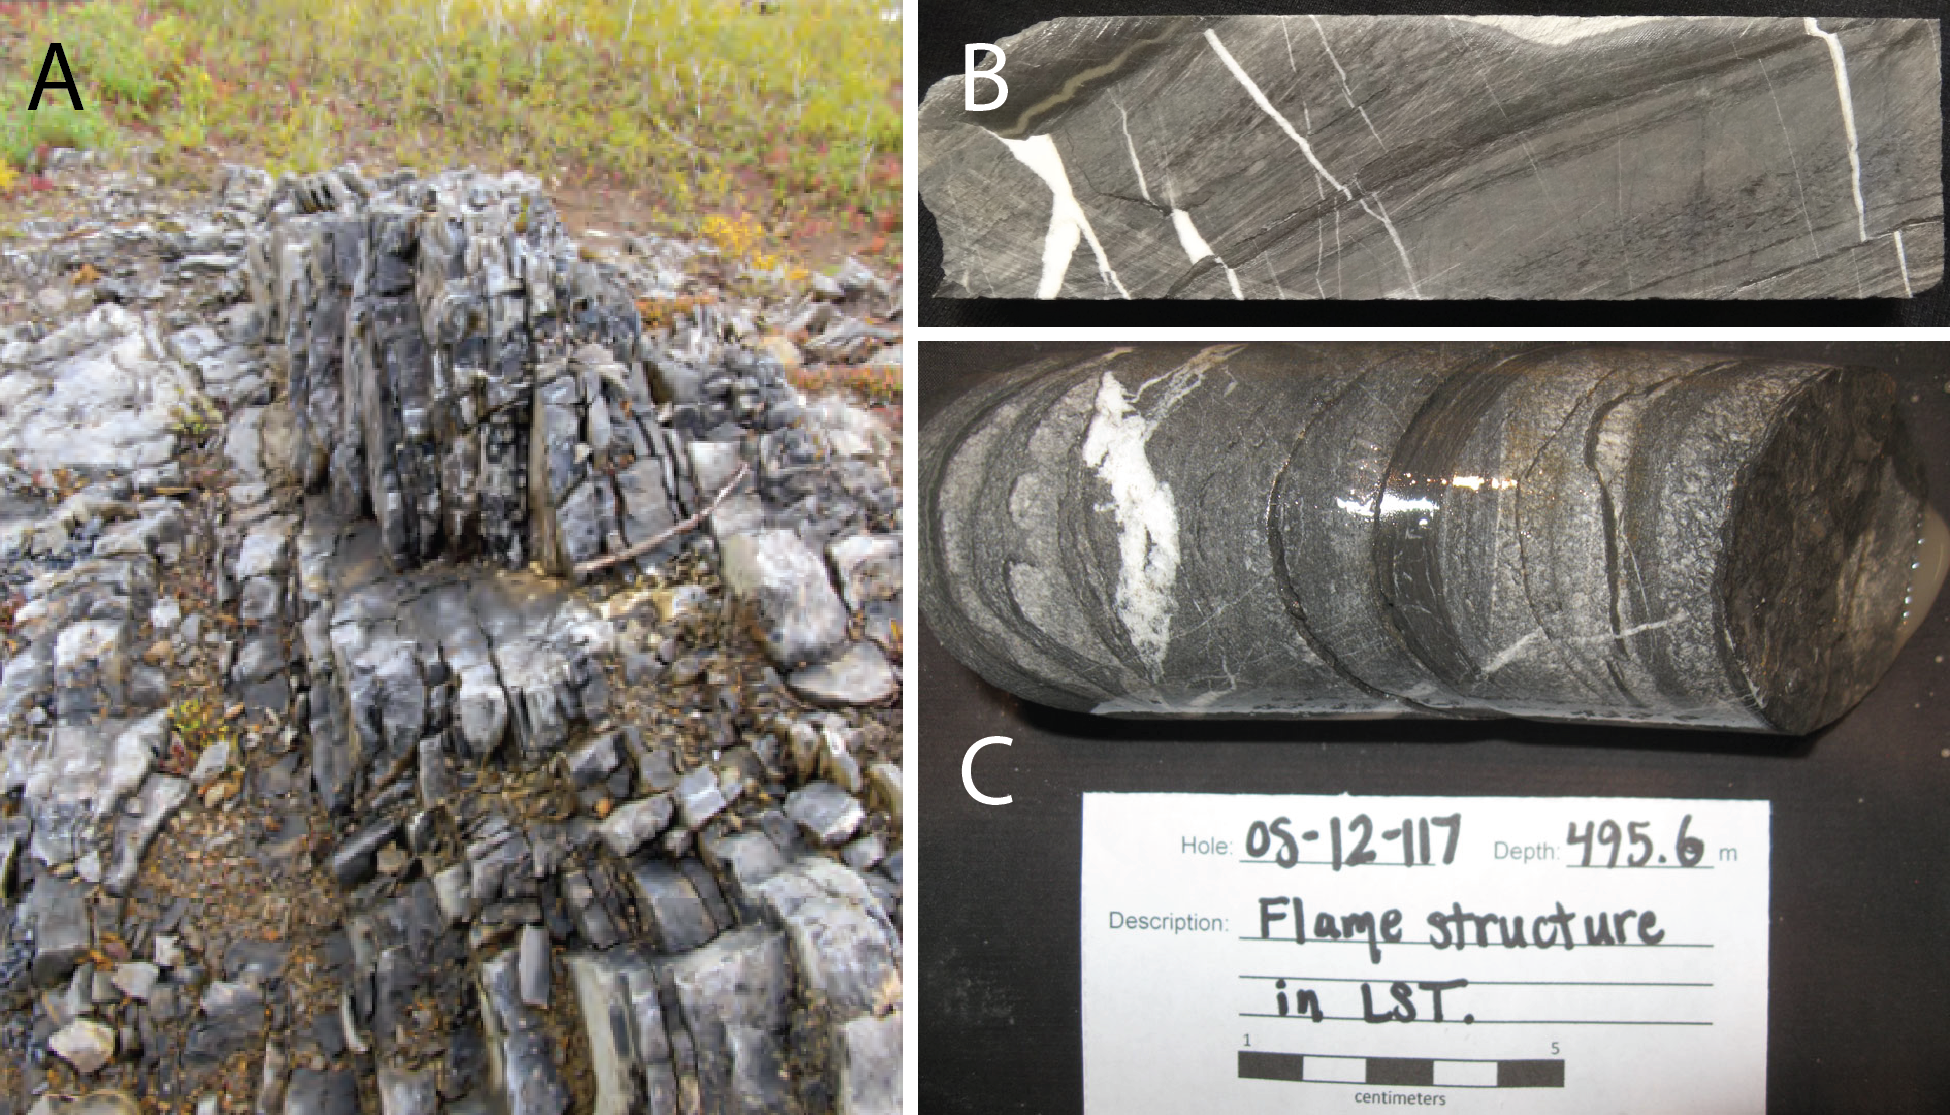 A
B
C
Hole: OS-12-117 Depth: 495.6 m
Description: Flame structure
in LST.
1 5
centimeters